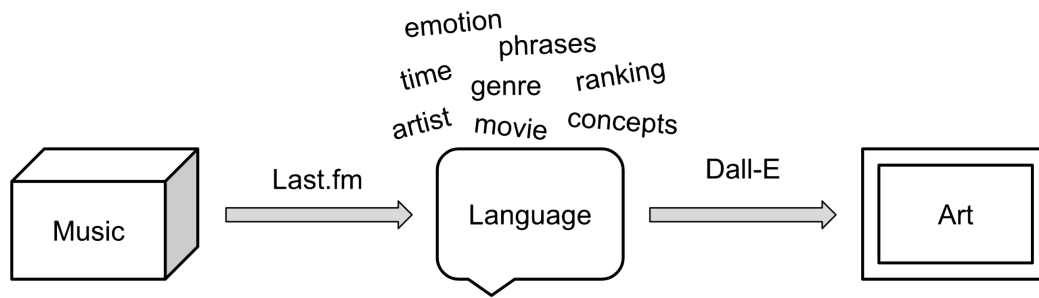 emotion
phrases
time
genre
ranking
artist
movie
concepts
Music
Last.fm
Language
Dall-E
Art